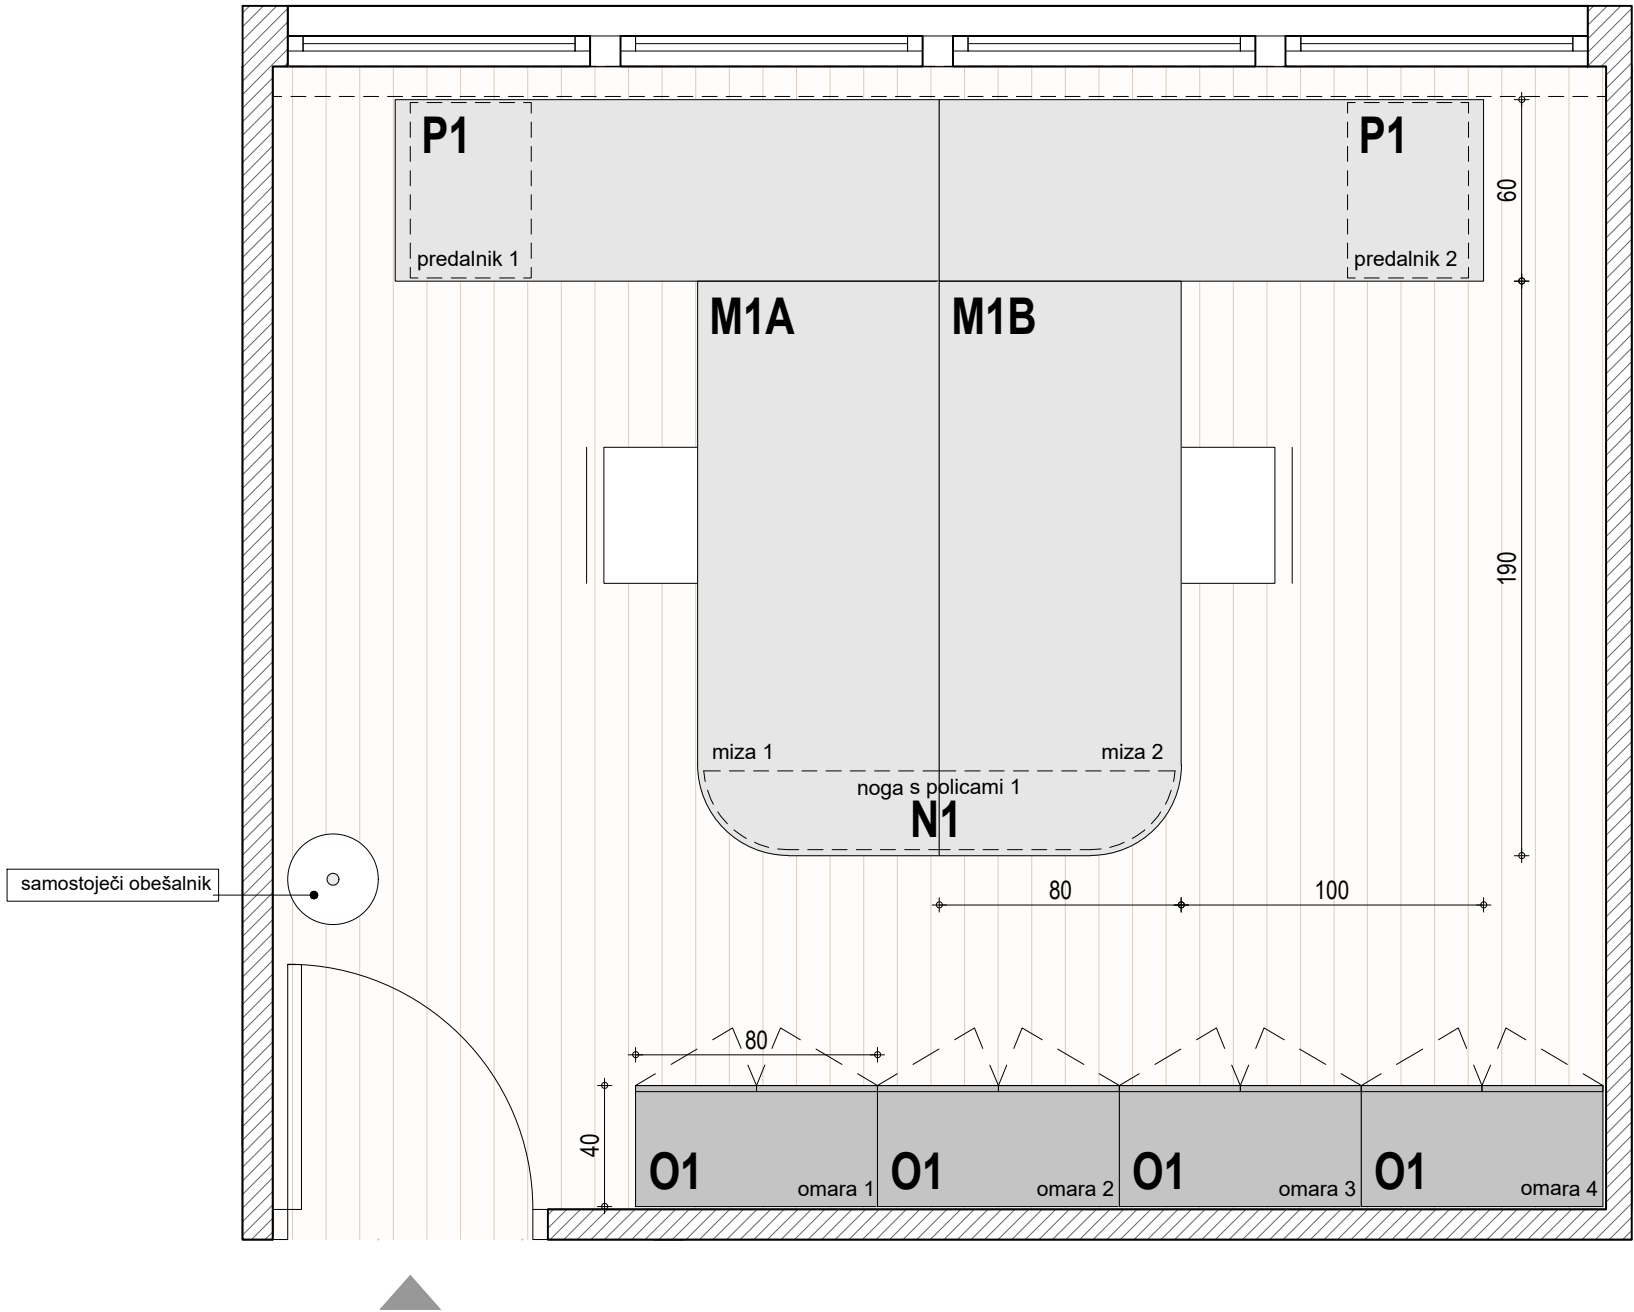 P1
P1
60
predalnik 1
predalnik 2
M1A
M1B
190
miza 1
miza 2
noga s policami 1
N1
samostoječi obešalnik
80
100
80
40
O1
omara 1
O1
omara 2
O1
omara 3
O1
omara 4